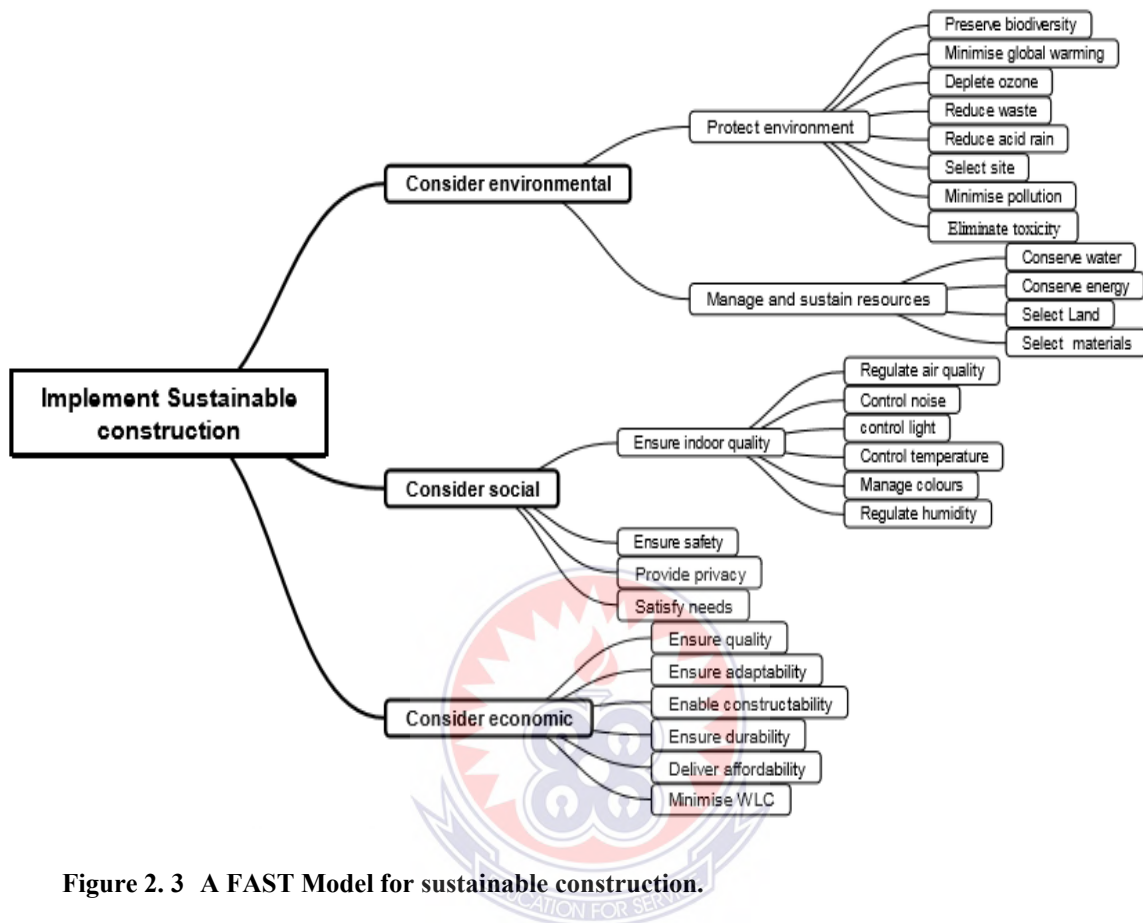 Implement Sustainable
construction
Consider environmental
Protect environment
Preserve biodiversity
Minimise global warming
Deplete ozone
Reduce waste
Reduce acid rain
Select site
Minimise pollution
Eliminate toxicity
Manage and sustain resources
Conserve water
Conserve energy
Select Land
Select materials
Consider social
Ensure indoor quality
Regulate air quality
Control noise
control light
Control temperature
Manage colours
Regulate humidity
Ensure safety
Provide privacy
Satisfy needs
Consider economic
Ensure quality
Ensure adaptability
Enable constructability
Ensure durability
Deliver affordability
Minimise WLC
Figure 2. 3 A FAST Model for sustainable construction.
EDUCATION FOR SERVICE